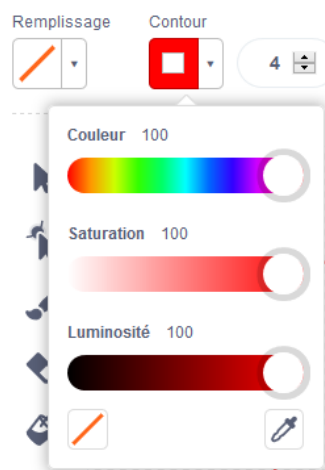 Remplissage Contour
4
Couleur 100
Saturation 100
Luminosité 100